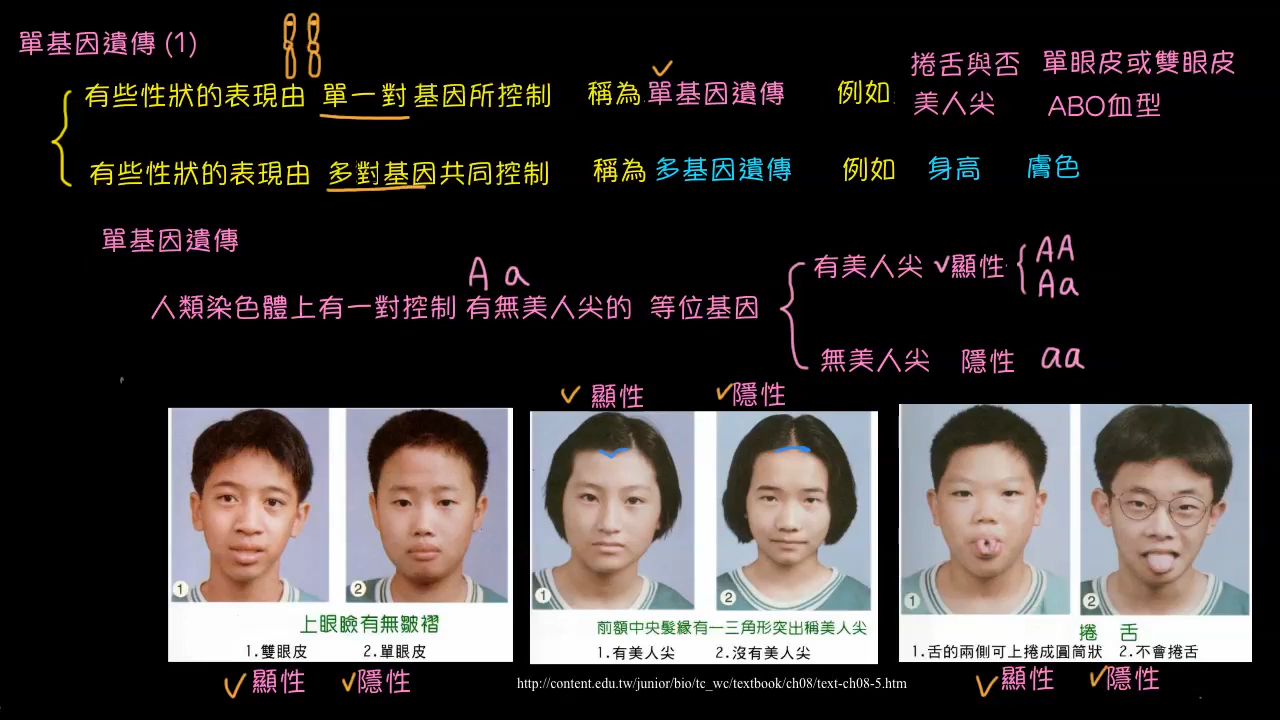 單基因遺傳 (1)
有些性狀的表現由 單一對 基因所控制 稱為 單基因遺傳 例如 捲舌與否 單眼皮或雙眼皮
美人尖 ABO血型
有些性狀的表現由 多對基因共同控制 稱為 多基因遺傳 例如 身高 膚色
單基因遺傳
A a
人類染色體上有一對控制 有無美人尖的 等位基因
有美人尖 顯性 AA
Aa
無美人尖 隱性 aa
顯性 隱性
1 2 1 2 1 2
上眼瞼有無皺褶
1.雙眼皮 2.單眼皮
前額中央髮緣有一三角形突出稱美人尖
1.有美人尖 2.沒有美人尖
捲 舌
1.舌的兩側可上捲成圓筒狀 2.不會捲舌
顯性 隱性
http://content.edu.tw/junior/bio/tc_wc/textbook/ch08/text-ch08-5.htm
顯性 隱性